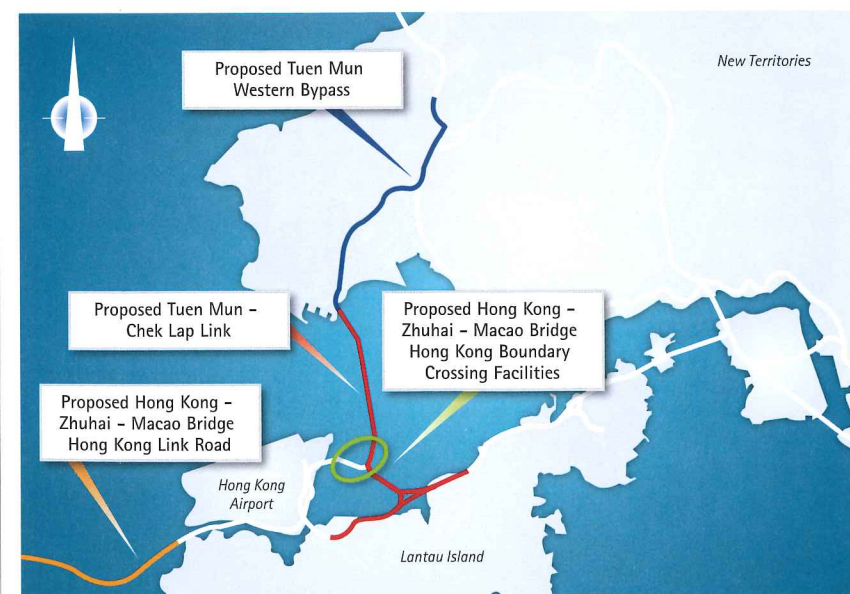 Proposed Tuen Mun
Western Bypass
New Territories
Proposed Tuen Mun –
Chek Lap Link
Proposed Hong Kong –
Zhuhai – Macao Bridge
Hong Kong Boundary
Crossing Facilities
Proposed Hong Kong –
Zhuhai – Macao Bridge
Hong Kong Link Road
Hong Kong
Airport
Lantau Island